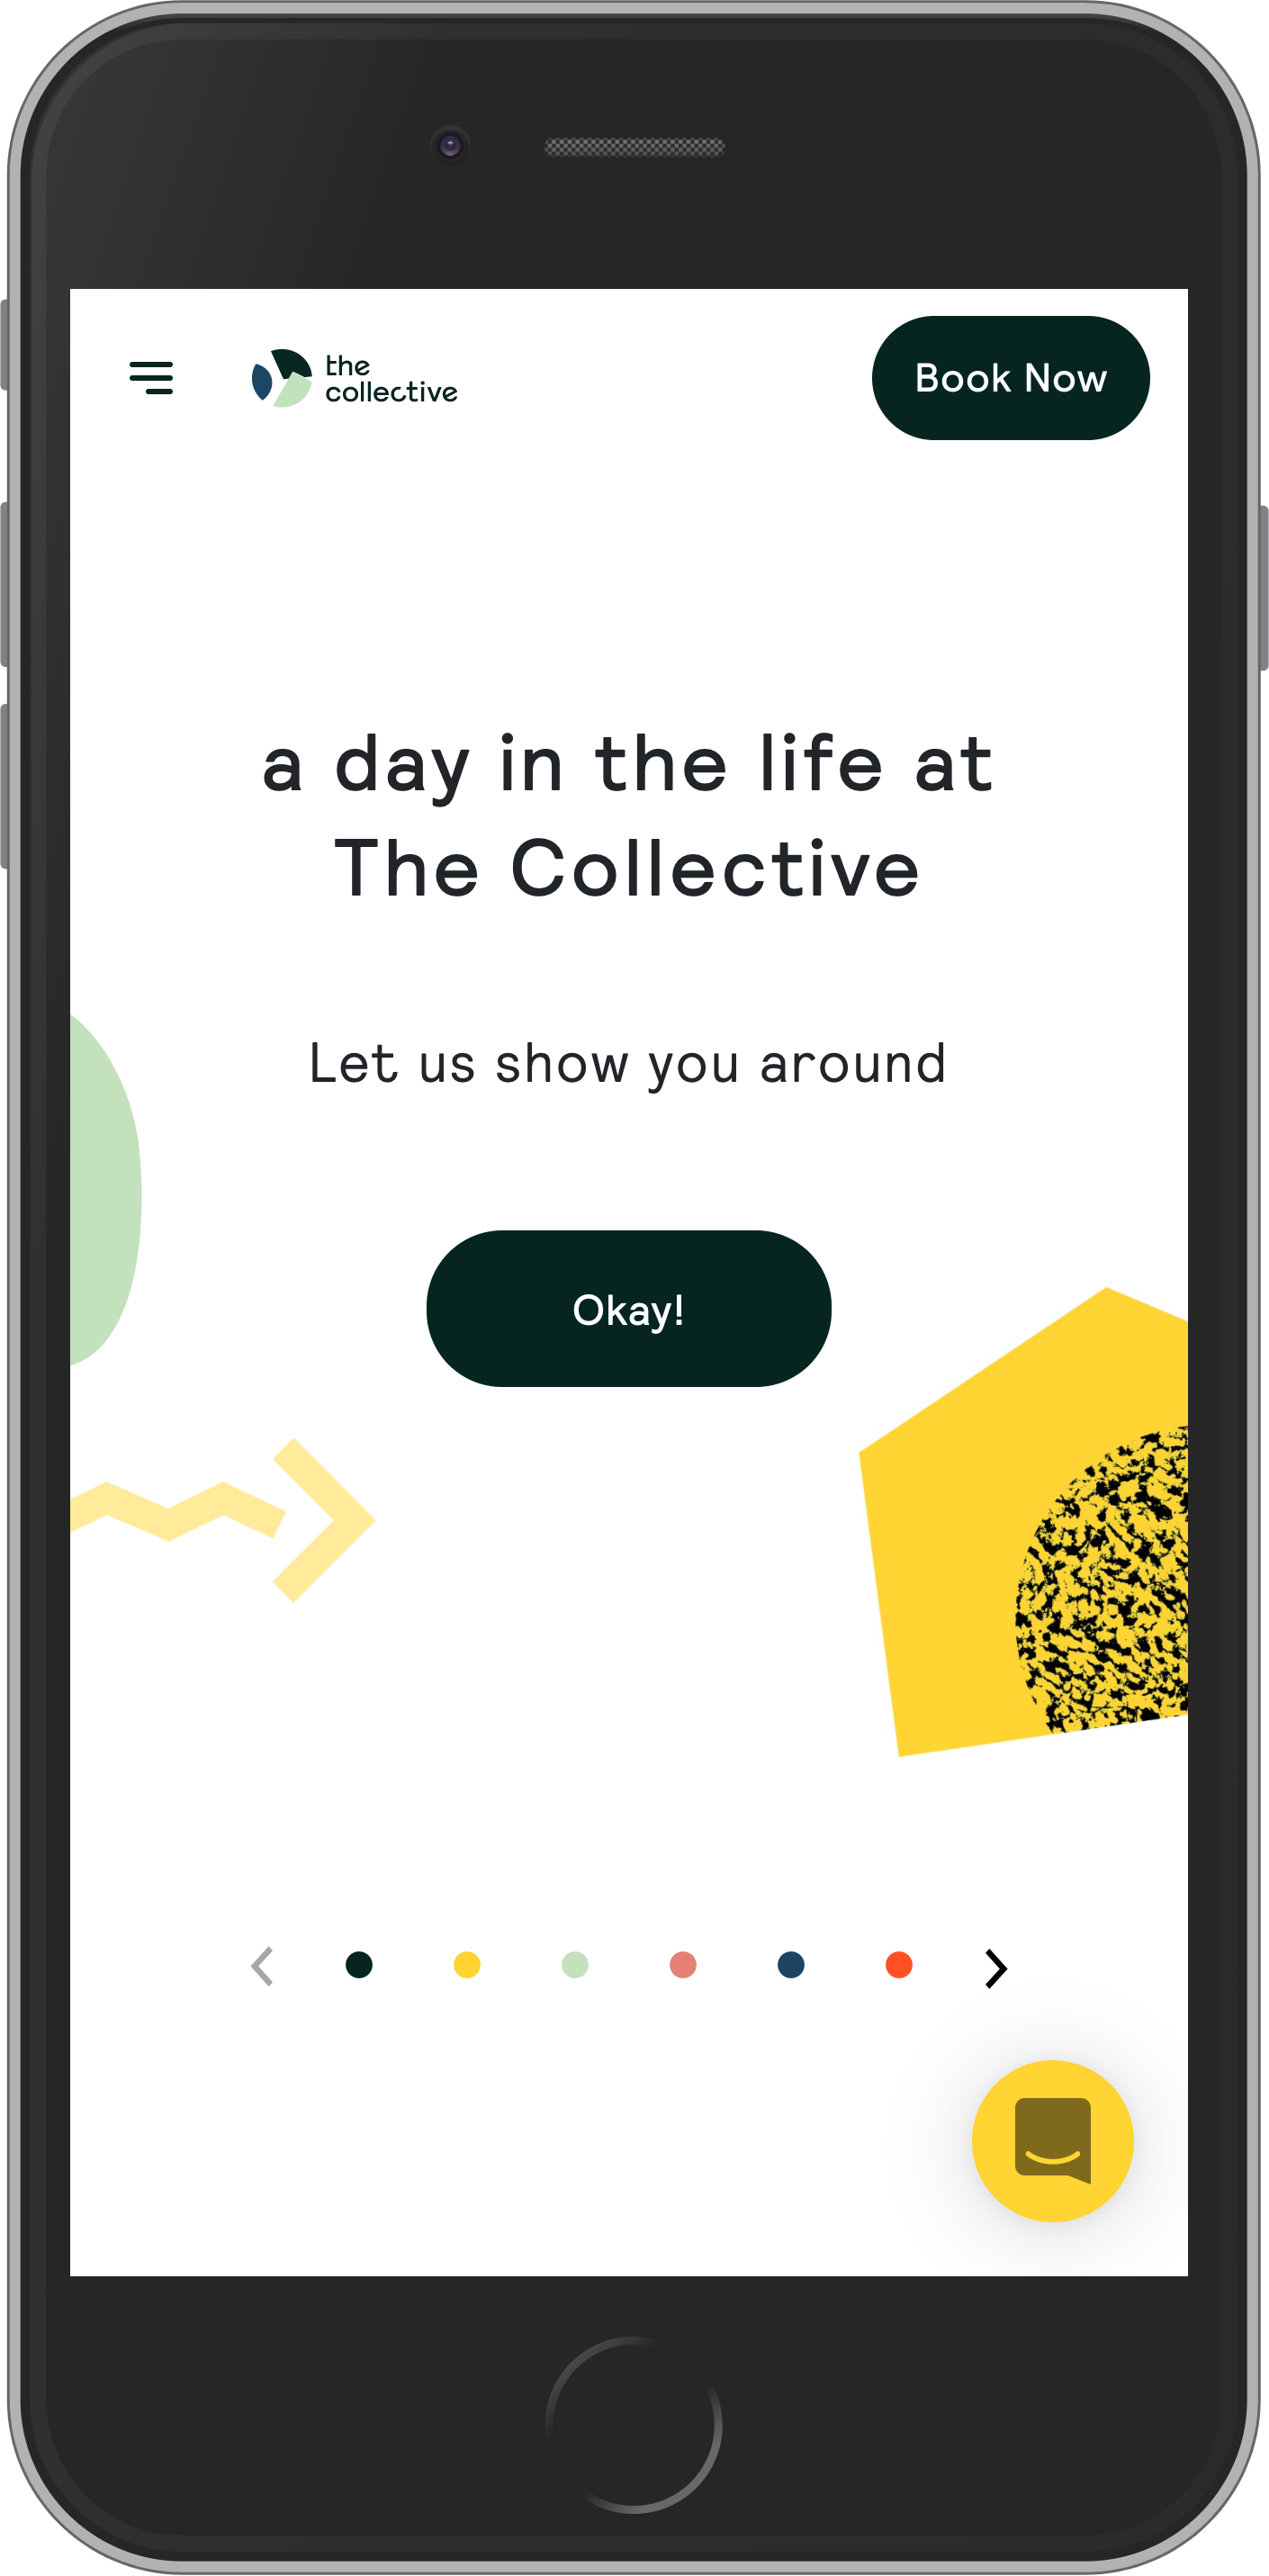 the
collective
Book Now
a day in the life at
The Collective
Let us show you around
Okay!